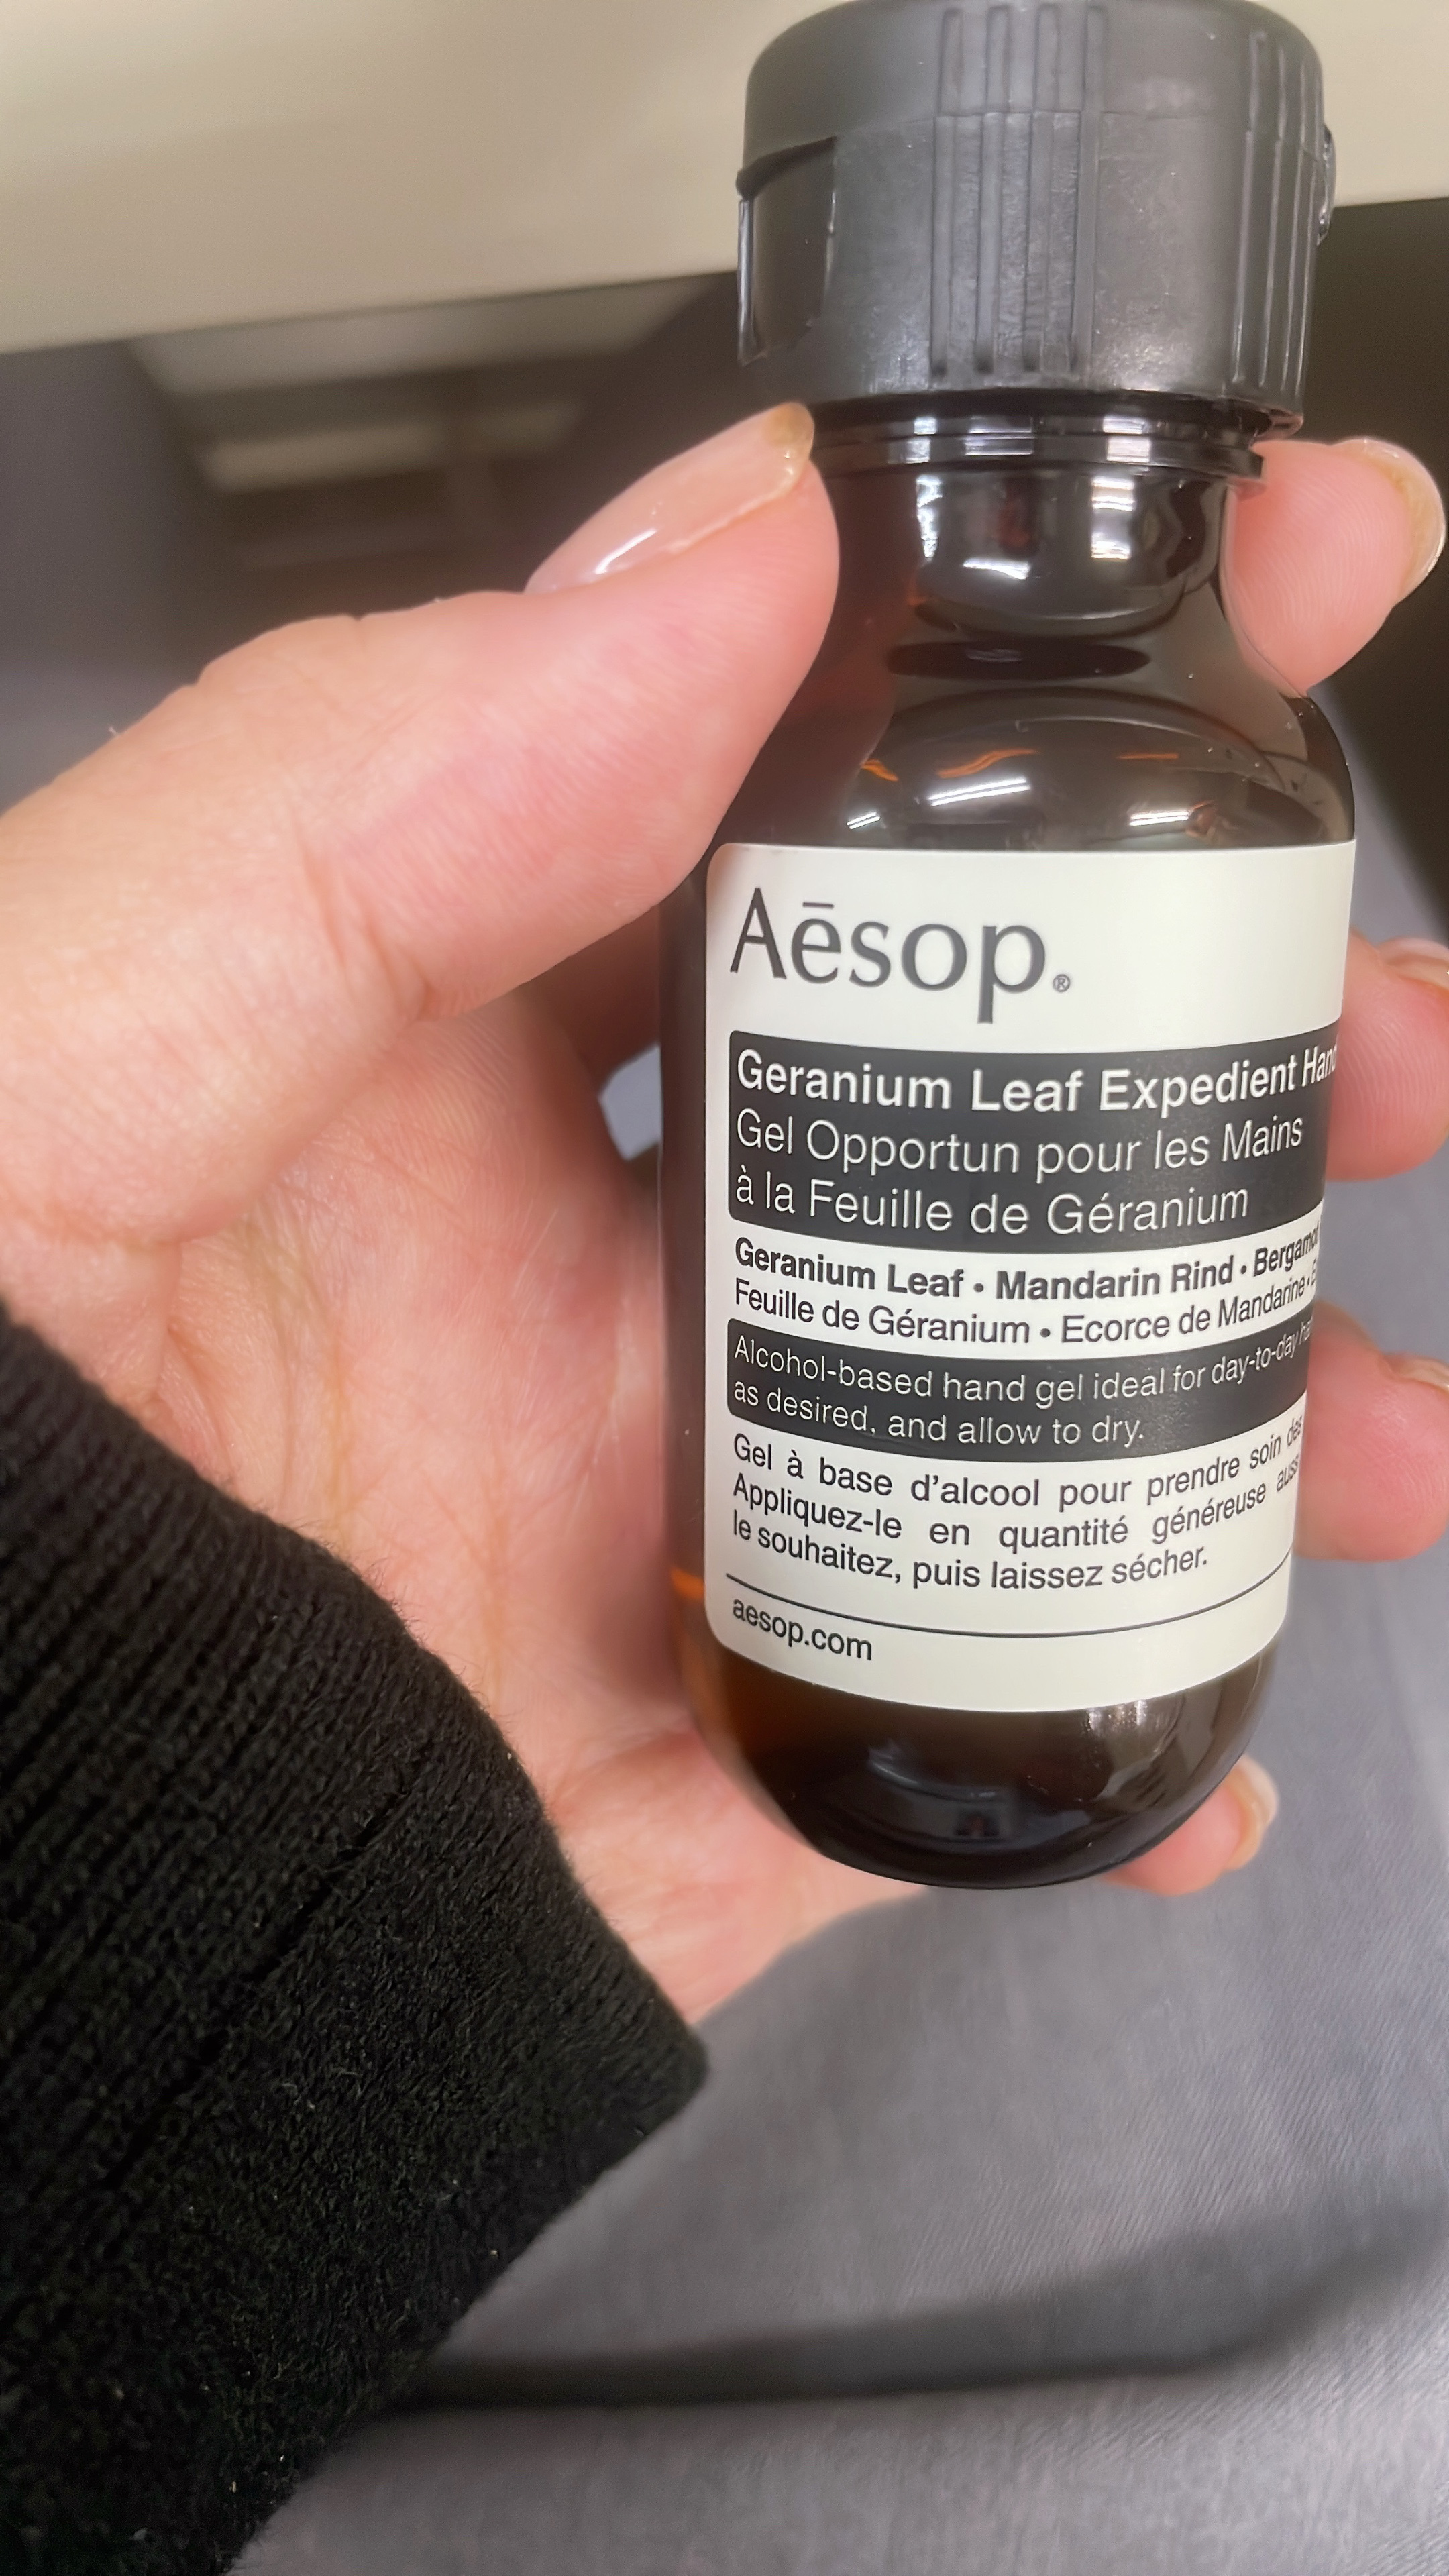 Aēsop®
Geranium Leaf Expedient
Gel Opportun pour les Mains
à la Feuille de Géranium
Geranium Leaf • Mandarin Rind •
Feuille de Géranium • Ecorce de Mandarine •
Alcohol-based hand gel ideal for day-to-day
as desired, and allow to dry.
Gel à base d'alcool pour prendre soin des
Appliquez-le en quantité généreuse
le souhaitez, puis laissez sécher.
aesop.com